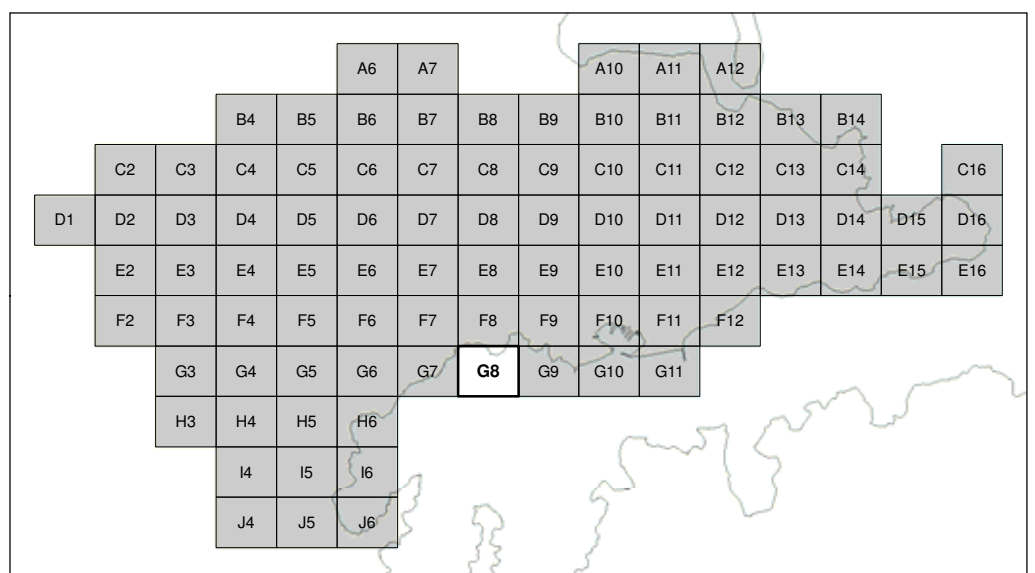 A6 A7 A10 A11 A12
B4 B5 B6 B7 B8 B9 B10 B11 B12 B13 B14
C2 C3 C4 C5 C6 C7 C8 C9 C10 C11 C12 C13 C14 C16
D1 D2 D3 D4 D5 D6 D7 D8 D9 D10 D11 D12 D13 D14 D15 D16
E2 E3 E4 E5 E6 E7 E8 E9 E10 E11 E12 E13 E14 E15 E16
F2 F3 F4 F5 F6 F7 F8 F9 F10 F11 F12
G3 G4 G5 G6 G7 G8 G9 G10 G11
H3 H4 H5 H6
I4 I5 I6
J4 J5 J6